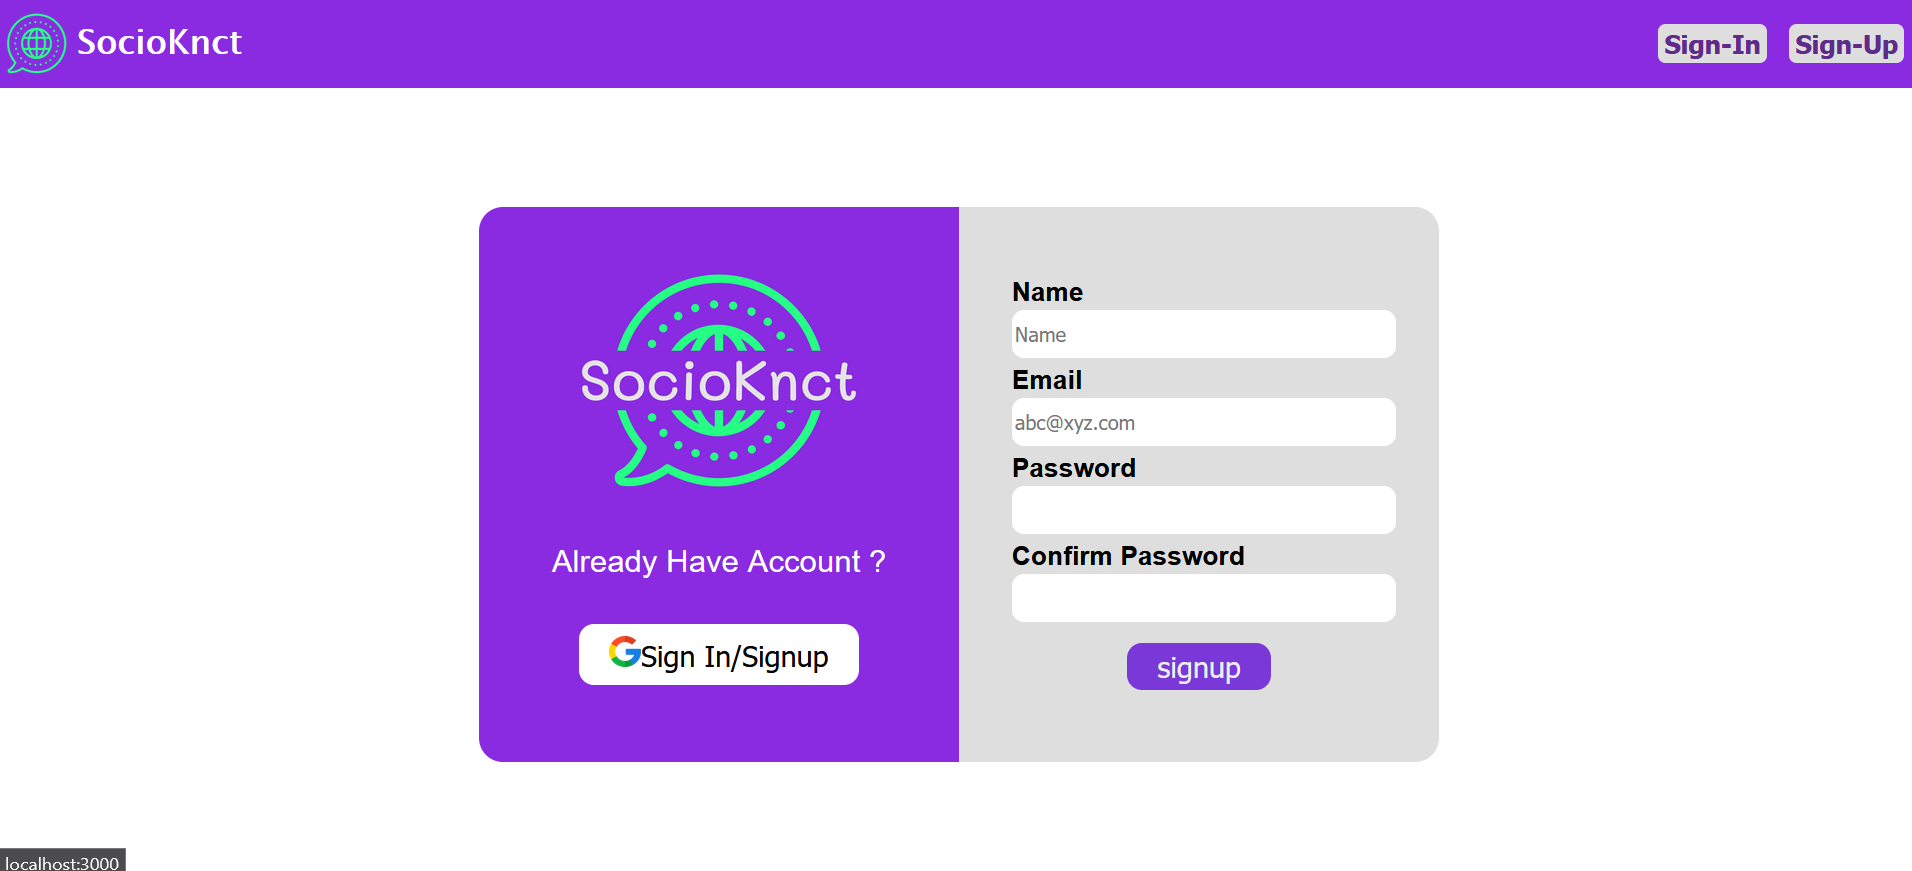 SocioKnct
Sign-In
Sign-Up
SocioKnct
Already Have Account ?
Sign In/Signup
Name
Name
Email
abc@xyz.com
Password
Confirm Password
signup
localhost:3000